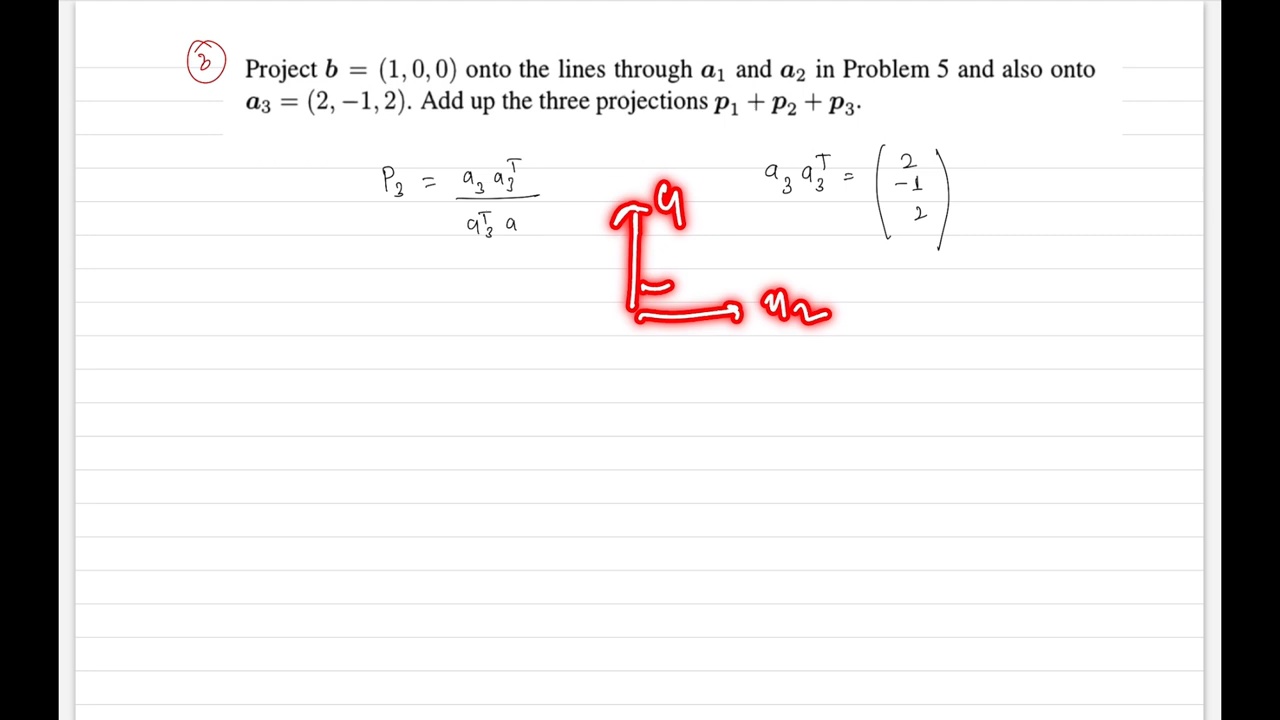 3
Project b = (1, 0, 0) onto the lines through a₁ and a₂ in Problem 5 and also onto
a₃ = (2, −1, 2). Add up the three projections p₁ + p₂ + p₃.
P₃ = a₃ a₃ᵀ / a₃ᵀ a
a₃ a₃ᵀ = ( 2
−1
2 )
a₂